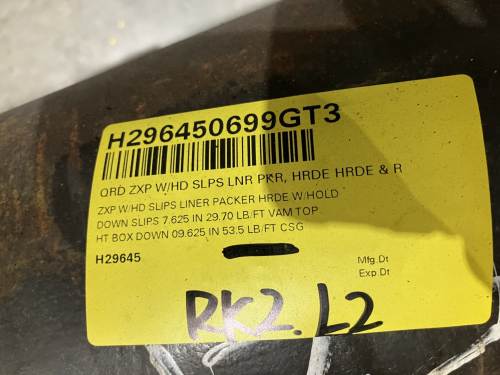 H296450699GT3
QRD ZXP W/HD SLPS LNR PKR, HRDE HRDE & R
ZXP W/HD SLIPS LINER PACKER HRDE W/HOLD
DOWN SLIPS 7.625 IN 29.70 LB/FT VAM TOP
HT BOX DOWN 09.625 IN 53.5 LB/FT CSG
H29645
Mfg.Dt
Exp Dt
RK2.L2